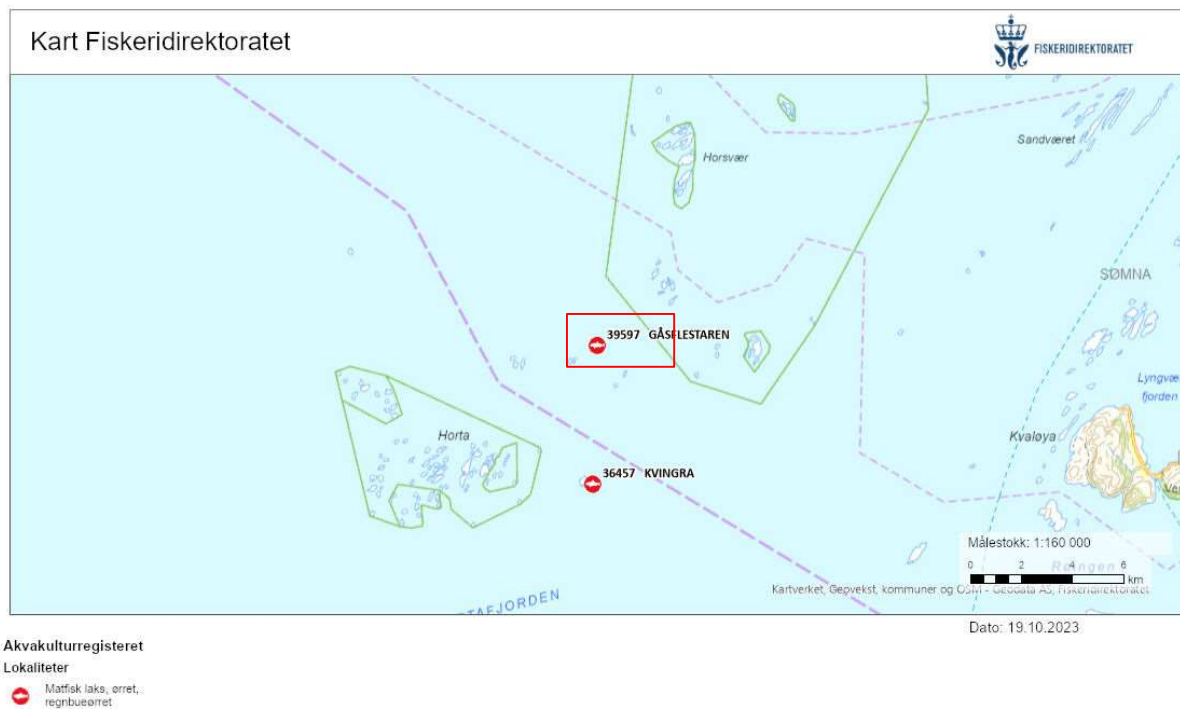 Kart Fiskeridirektoratet
FISKERIDIREKTORATET
Sandværet
Horsvær
SØMNA
39597 GÅSFLESTAREN
Lyngvæ
fjorden
Horta
Kvaløya
36457 KVINGRA
Målestokk: 1:160 000
0 2 4 6
km
Kartverket, Geovekst, kommuner og OSM - Geodata AS, Fiskeridirektoratet
TAFJORDEN
Dato: 19.10.2023
Akvakulturregisteret
Lokaliteter
Matfisk laks, ørret,
regnbueørret